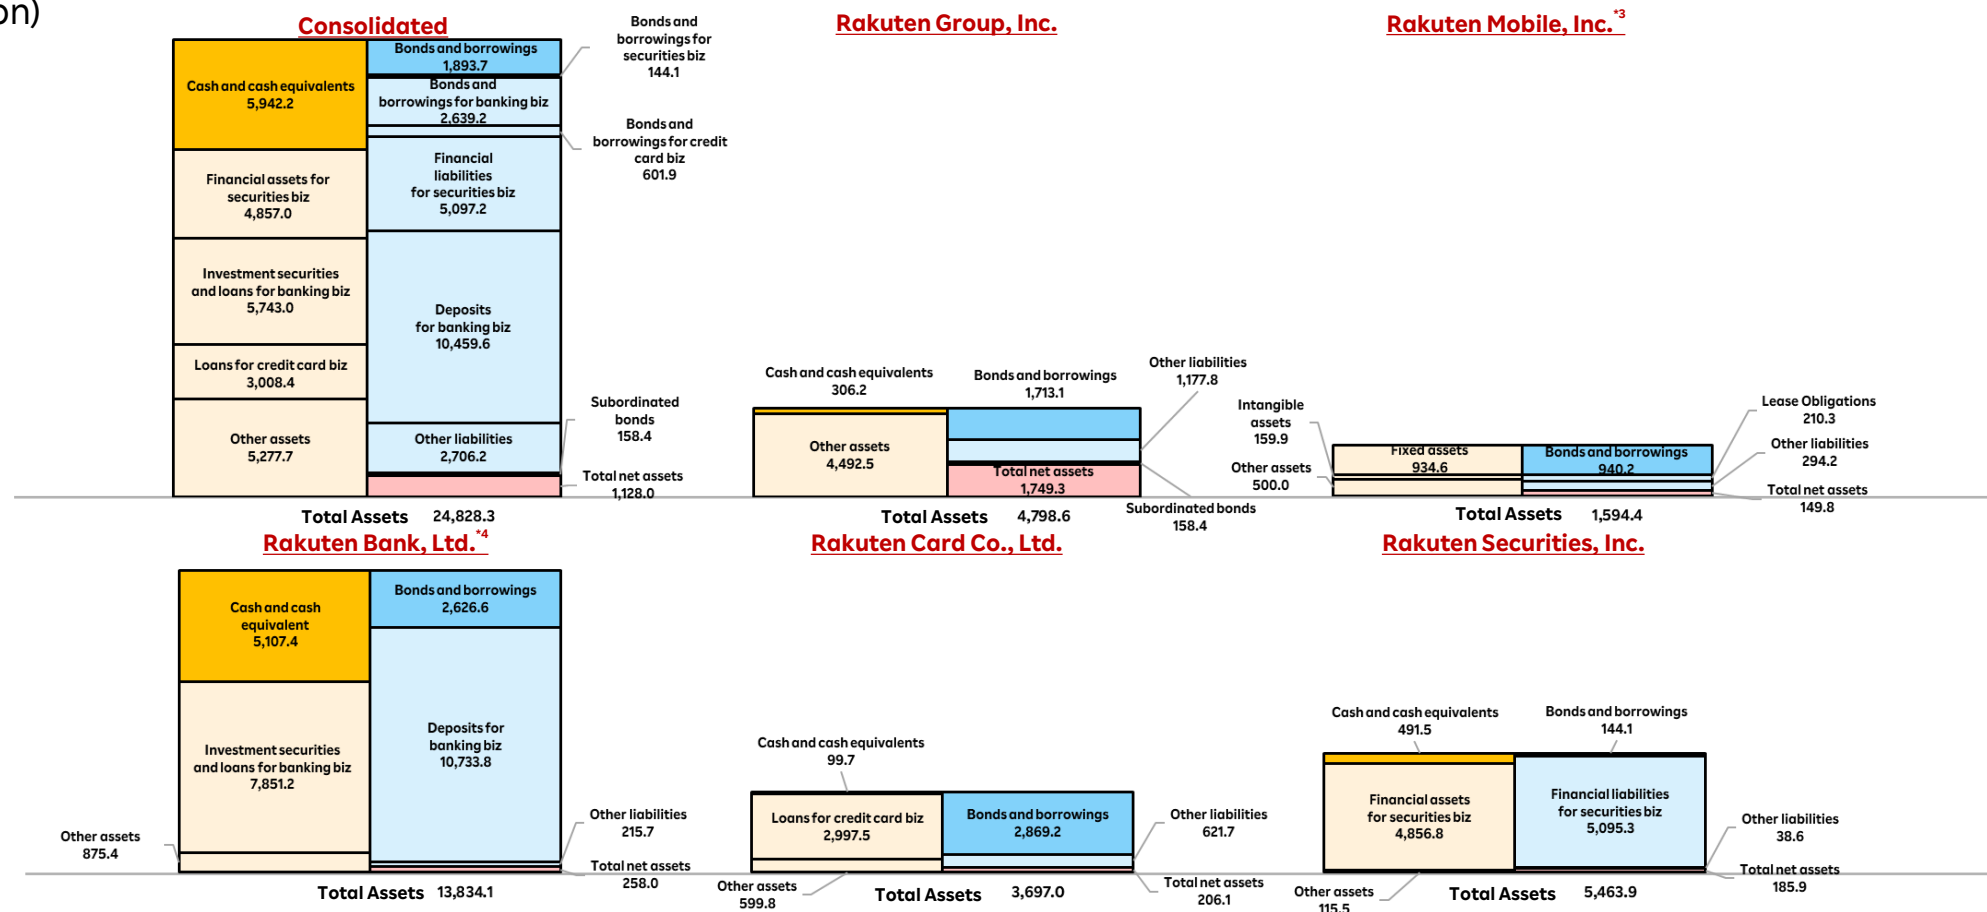 on)
Consolidated
Cash and cash equivalents
5,942.2
Financial assets for
securities biz
4,857.0
Investment securities
and loans for banking biz
5,743.0
Loans for credit card biz
3,008.4
Other assets
5,277.7
Bonds and borrowings
1,893.7
Bonds and
borrowings for
securities biz
144.1
Bonds and
borrowings for banking biz
2,639.2
Bonds and
borrowings for credit
card biz
601.9
Financial
liabilities
for securities biz
5,097.2
Deposits
for banking biz
10,459.6
Other liabilities
2,706.2
Subordinated
bonds
158.4
Total net assets
1,128.0
Total Assets 24,828.3
Rakuten Group, Inc.
Cash and cash equivalents
306.2
Other assets
4,492.5
Bonds and borrowings
1,713.1
Other liabilities
1,177.8
Total net assets
1,749.3
Subordinated bonds
158.4
Total Assets 4,798.6
Rakuten Mobile, Inc.*3
Intangible
assets
159.9
Other assets
500.0
Fixed assets
934.6
Bonds and borrowings
940.2
Lease Obligations
210.3
Other liabilities
294.2
Total net assets
149.8
Total Assets 1,594.4
Rakuten Bank, Ltd.*4
Cash and cash
equivalent
5,107.4
Investment securities
and loans for banking biz
7,851.2
Other assets
875.4
Bonds and borrowings
2,626.6
Deposits for
banking biz
10,733.8
Other liabilities
215.7
Total net assets
258.0
Total Assets 13,834.1
Rakuten Card Co., Ltd.
Cash and cash equivalents
99.7
Loans for credit card biz
2,997.5
Other assets
599.8
Bonds and borrowings
2,869.2
Other liabilities
621.7
Total net assets
206.1
Total Assets 3,697.0
Rakuten Securities, Inc.
Cash and cash equivalents
491.5
Financial assets
for securities biz
4,856.8
Other assets
115.5
Bonds and borrowings
144.1
Financial liabilities
for securities biz
5,095.3
Other liabilities
38.6
Total net assets
185.9
Total Assets 5,463.9